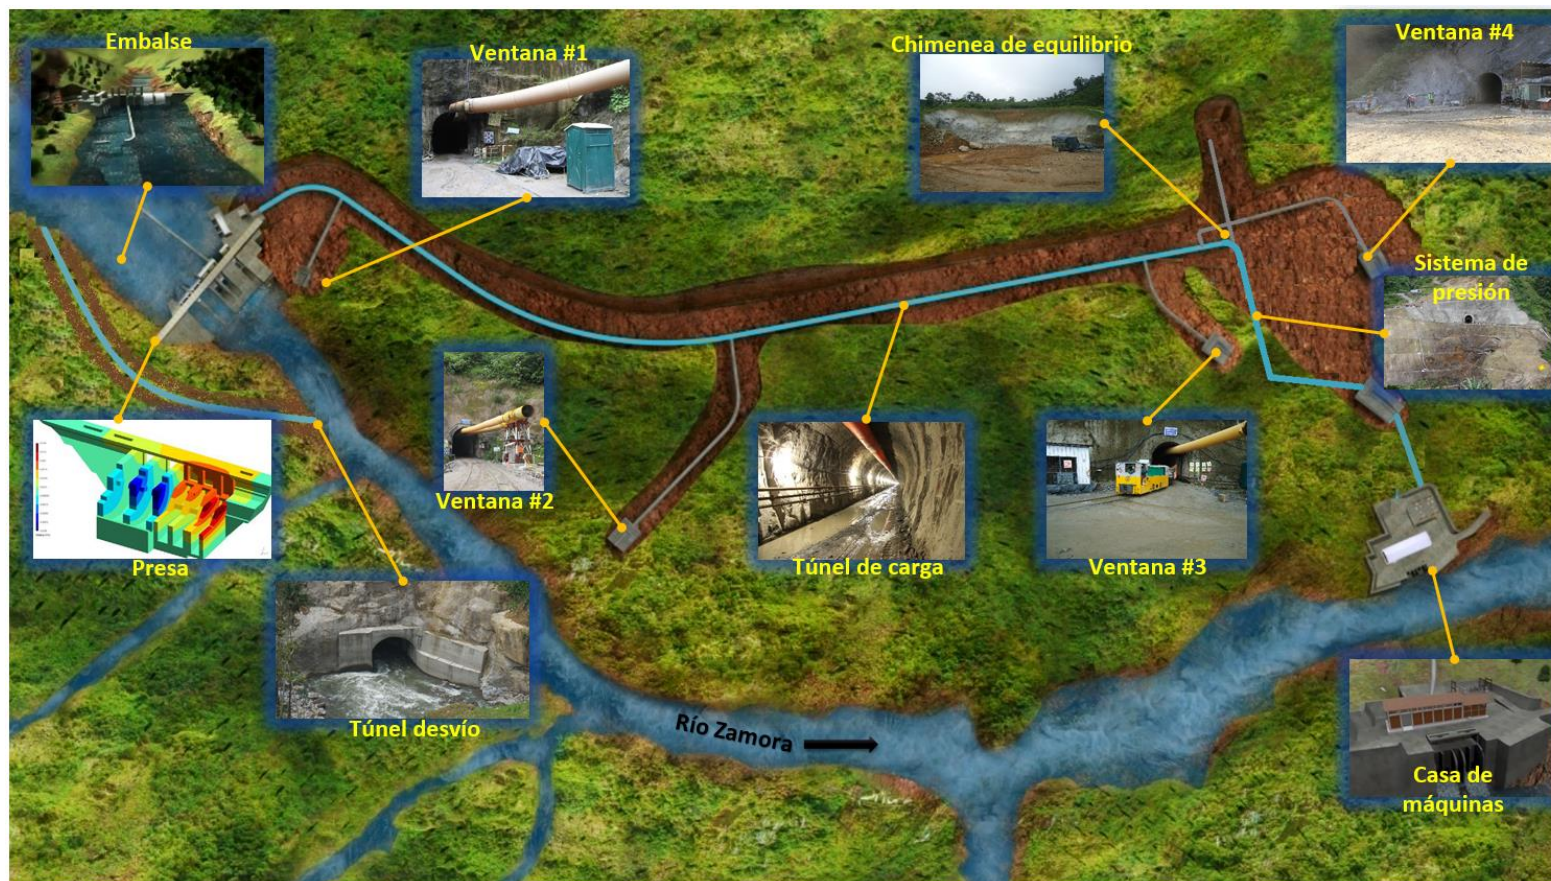 Embalse
Ventana #1
Chimenea de equilibrio
Ventana #4
Sistema de
presión
Ventana #2
Túnel de carga
Ventana #3
Presa
Túnel desvío
Río Zamora
Casa de
máquinas